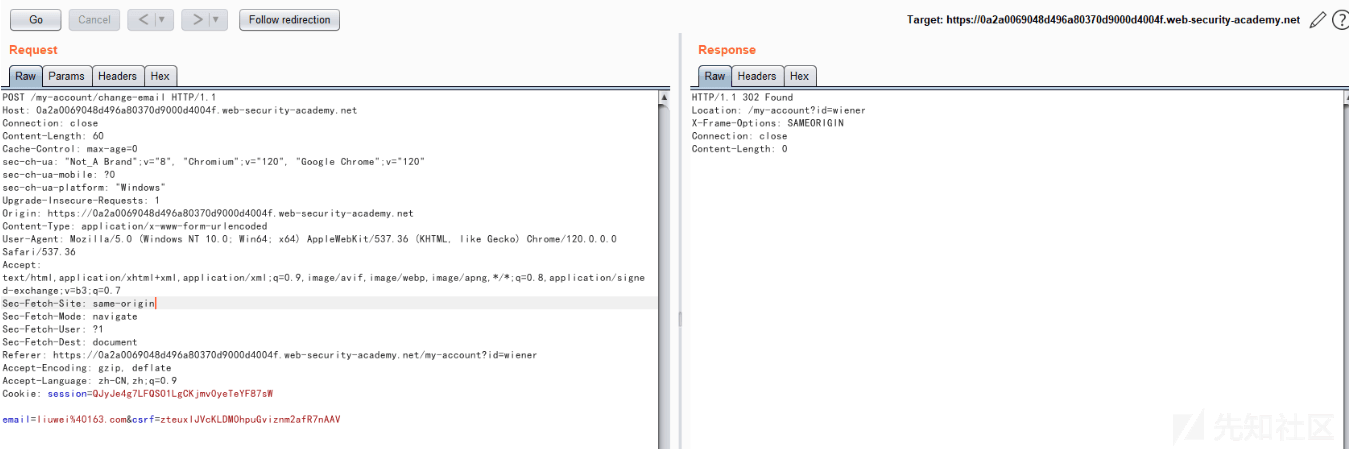 Go Cancel < > Follow redirection Target: https://0a2a0069048d496a80370d9000d4004f.web-security-academy.net ?
Request
Raw Params Headers Hex
POST /my-account/change-email HTTP/1.1
Host: 0a2a0069048d496a80370d9000d4004f.web-security-academy.net
Connection: close
Content-Length: 60
Cache-Control: max-age=0
sec-ch-ua: "Not_A Brand";v="8", "Chromium";v="120", "Google Chrome";v="120"
sec-ch-ua-mobile: ?0
sec-ch-ua-platform: "Windows"
Upgrade-Insecure-Requests: 1
Origin: https://0a2a0069048d496a80370d9000d4004f.web-security-academy.net
Content-Type: application/x-www-form-urlencoded
User-Agent: Mozilla/5.0 (Windows NT 10.0; Win64; x64) AppleWebKit/537.36 (KHTML, like Gecko) Chrome/120.0.0.0
Safari/537.36
Accept:
text/html,application/xhtml+xml,application/xml;q=0.9,image/avif,image/webp,image/apng,*/*;q=0.8,application/signe
d-exchange;v=b3;q=0.7
Sec-Fetch-Site: same-origin
Sec-Fetch-Mode: navigate
Sec-Fetch-User: ?1
Sec-Fetch-Dest: document
Referer: https://0a2a0069048d496a80370d9000d4004f.web-security-academy.net/my-account?id=wiener
Accept-Encoding: gzip, deflate
Accept-Language: zh-CN,zh;q=0.9
Cookie: session=QJyJe4g7LFQSO1LgCKjmv0yeTeYF87sW
email=liuwei%40163.com&csrf=zteuxIJVcKLDMOhpuGviznm2afR7nAAV
Response
Raw Headers Hex
HTTP/1.1 302 Found
Location: /my-account?id=wiener
X-Frame-Options: SAMEORIGIN
Connection: close
Content-Length: 0
先知社区